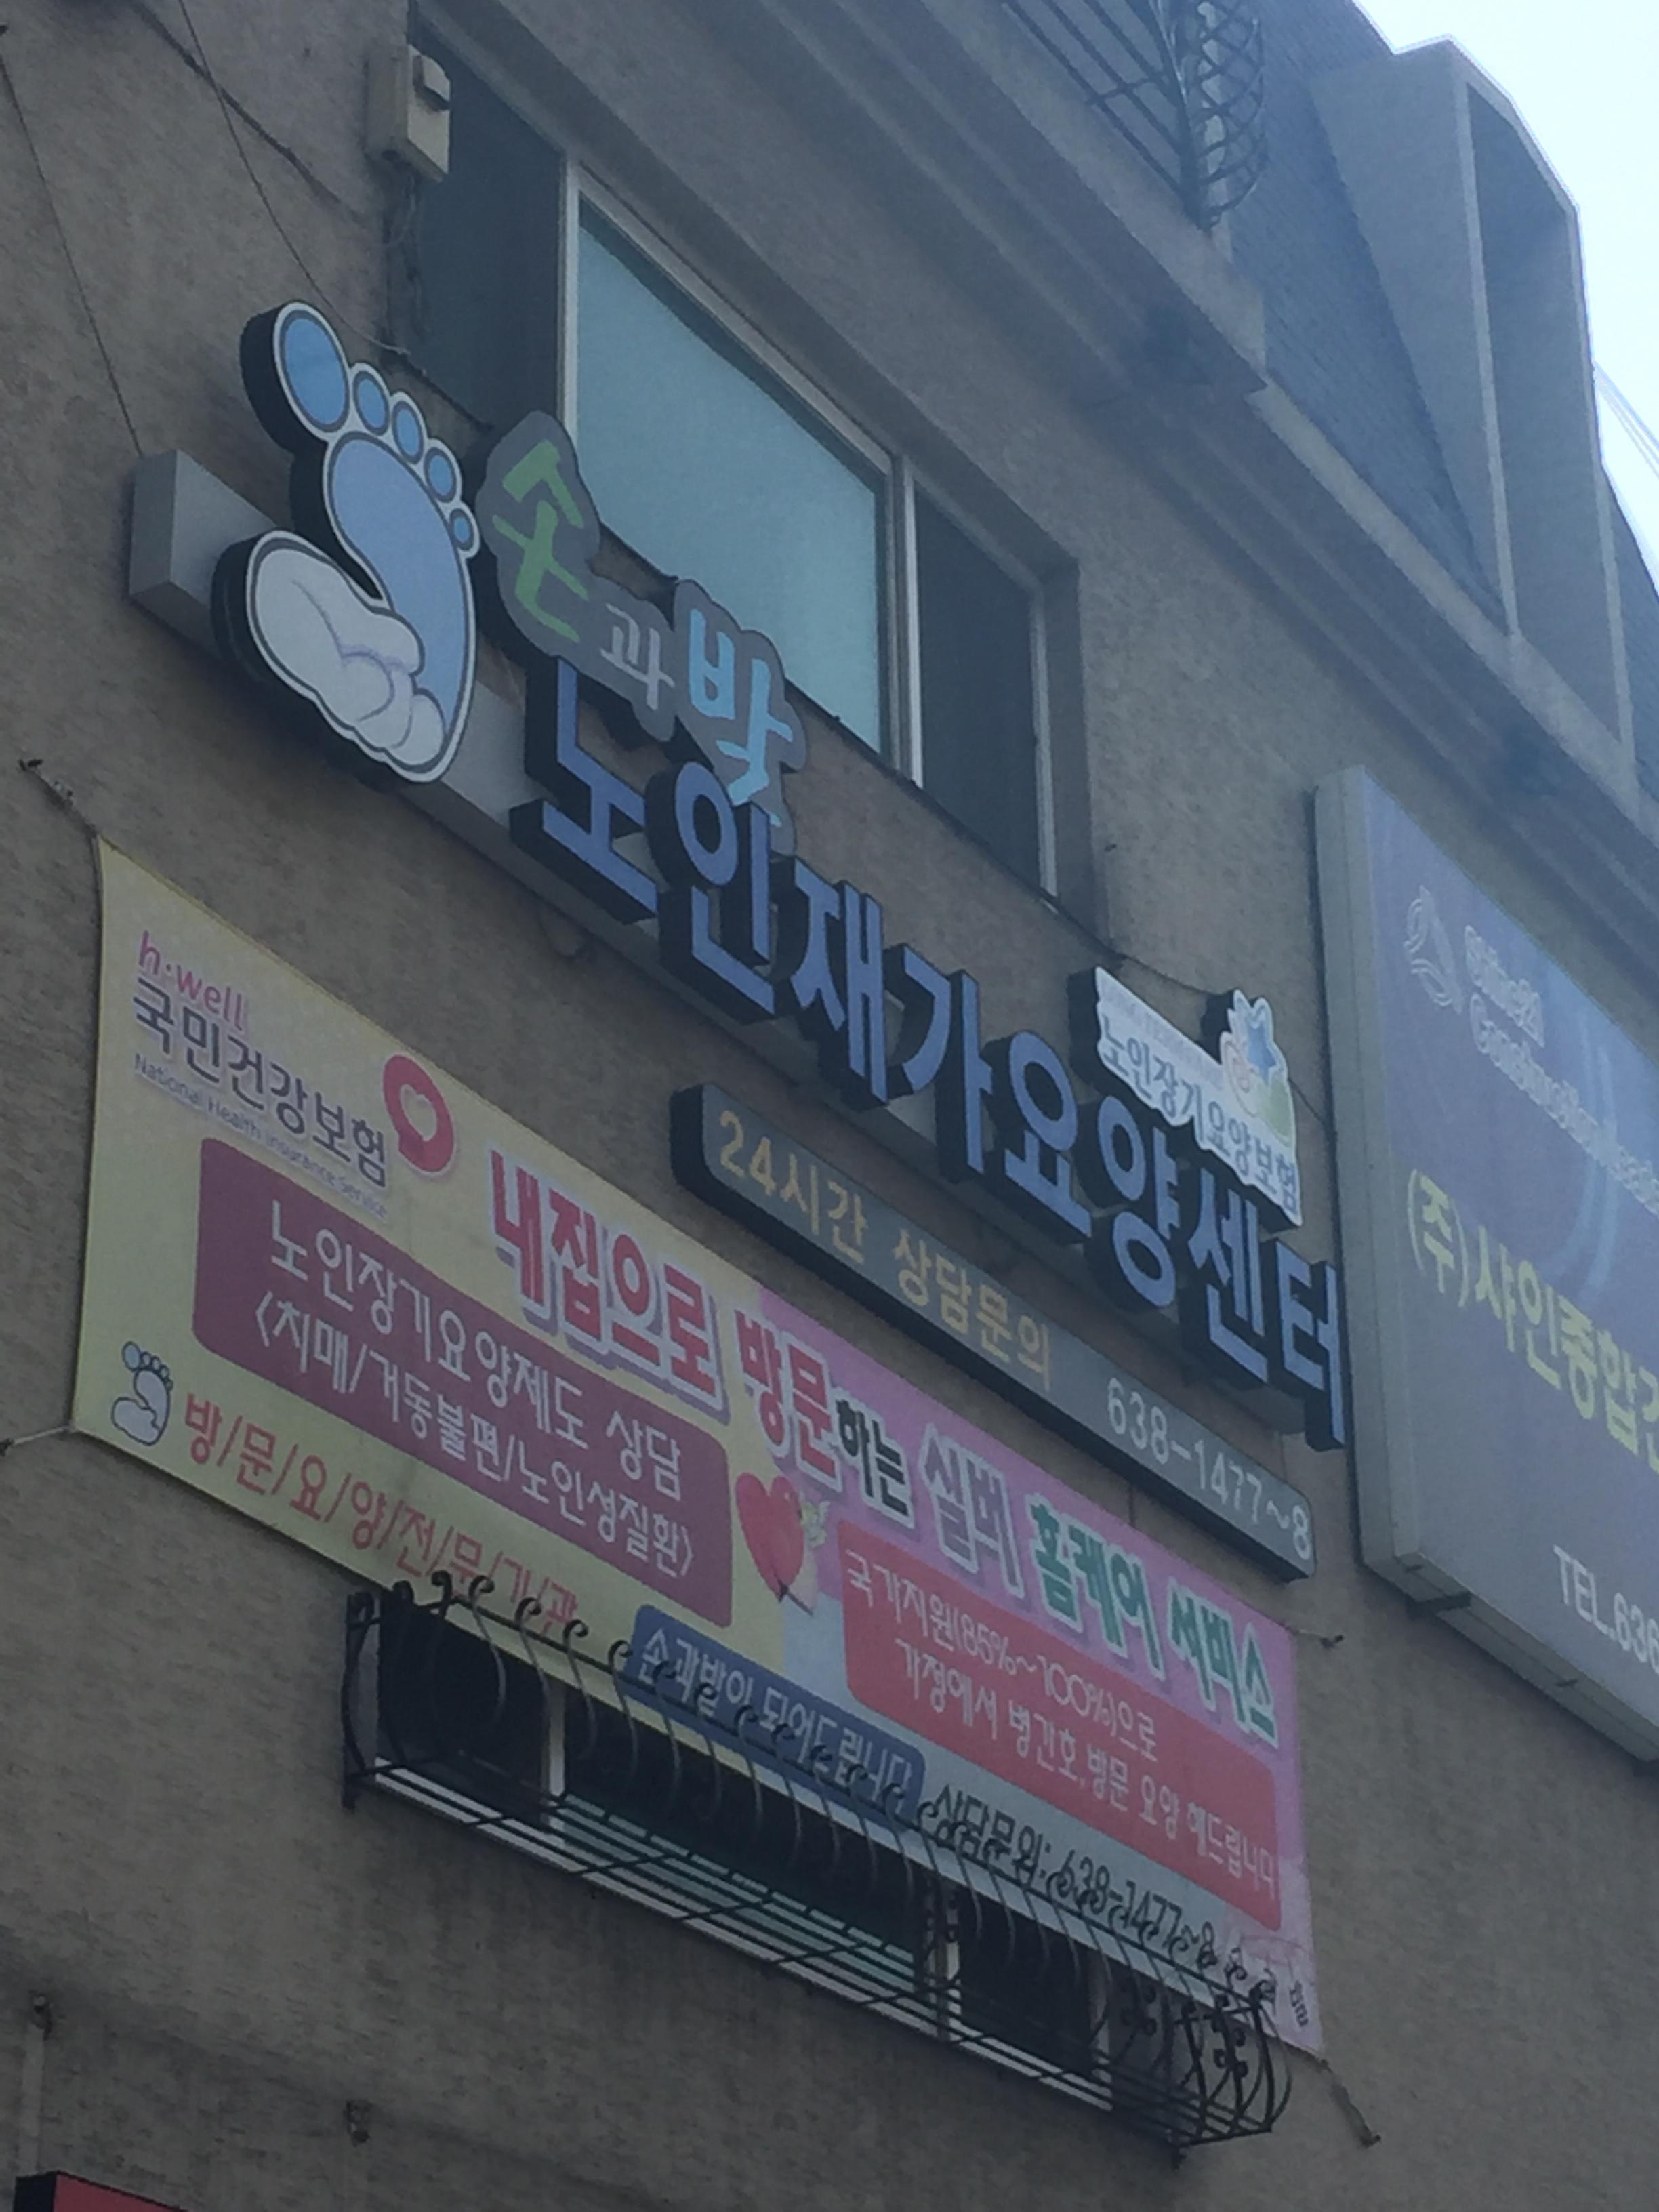 손과발
노인재가요양센터
노인장기요양보험
24시간 상담문의 638-1477~8
h·well
국민건강보험
National Health Insurance Service
내집으로 방문하는 실버 홈케어 서비스
노인장기요양제도 상담
<치매/거동불편/노인성질환>
방/문/요/양/전/문/기/관
국가지원(85%~100%)으로
가정에서 병간호,방문 요양 해드립니다
손과발이 되어드립니다
상담문의: 638-1477~8
(주)샤인종합건
TEL.636